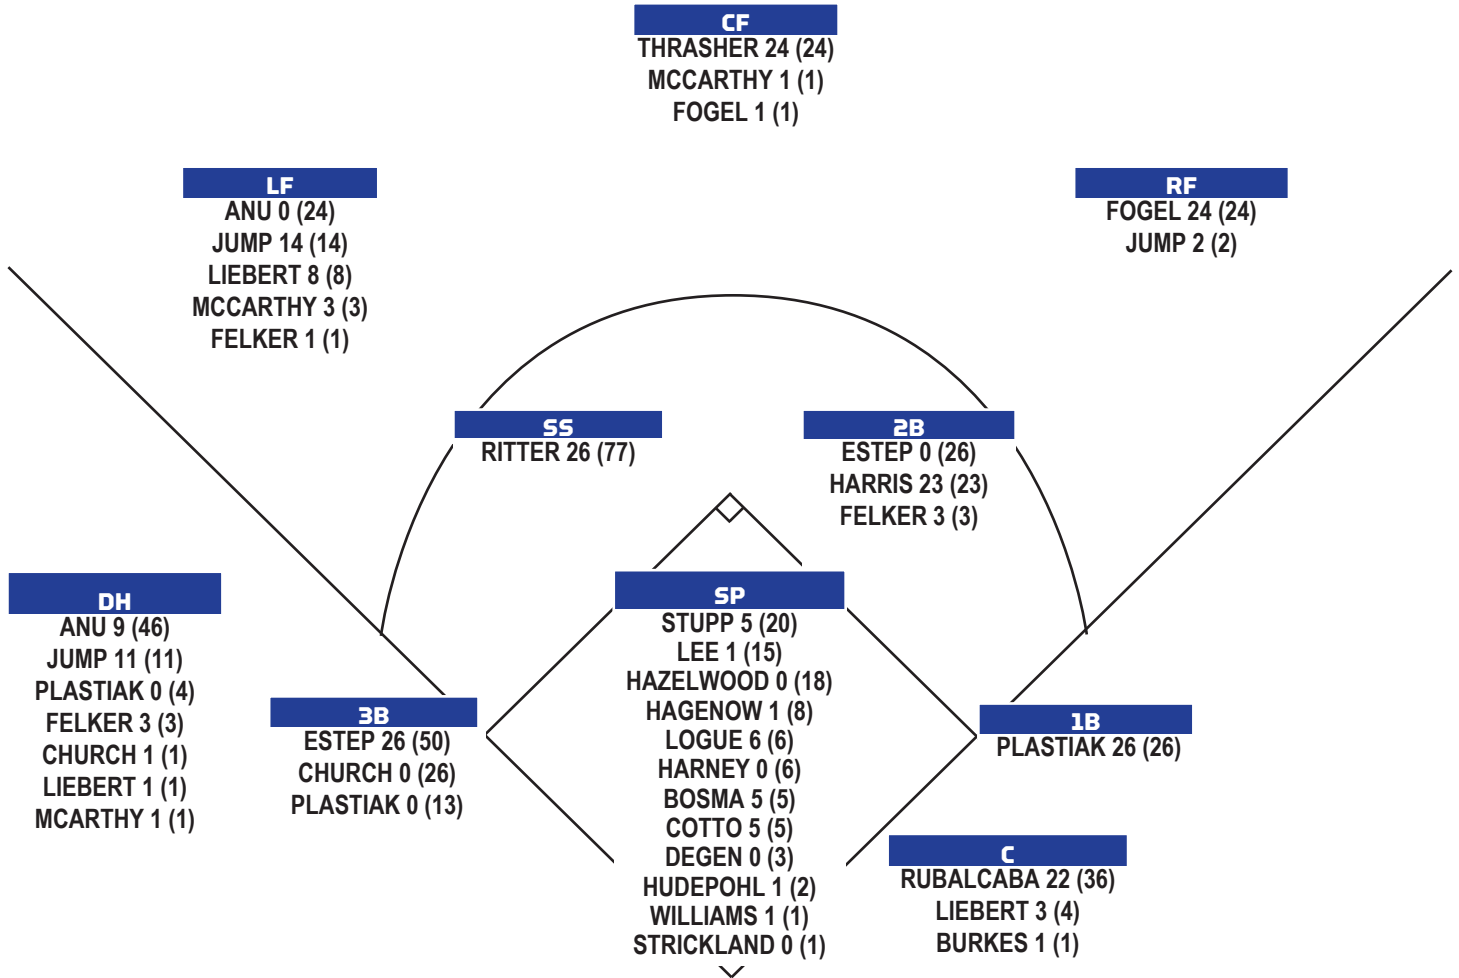 CF
THRASHER 24 (24)
MCCARTHY 1 (1)
FOGEL 1 (1)
LF
ANU 0 (24)
JUMP 14 (14)
LIEBERT 8 (8)
MCCARTHY 3 (3)
FELKER 1 (1)
RF
FOGEL 24 (24)
JUMP 2 (2)
SS
RITTER 26 (77)
2B
ESTEP 0 (26)
HARRIS 23 (23)
FELKER 3 (3)
DH
ANU 9 (46)
JUMP 11 (11)
PLASTIAK 0 (4)
FELKER 3 (3)
CHURCH 1 (1)
LIEBERT 1 (1)
MCARTHY 1 (1)
3B
ESTEP 26 (50)
CHURCH 0 (26)
PLASTIAK 0 (13)
SP
STUPP 5 (20)
LEE 1 (15)
HAZELWOOD 0 (18)
HAGENOW 1 (8)
LOGUE 6 (6)
HARNEY 0 (6)
BOSMA 5 (5)
COTTO 5 (5)
DEGEN 0 (3)
HUDEPOHL 1 (2)
WILLIAMS 1 (1)
STRICKLAND 0 (1)
1B
PLASTIAK 26 (26)
C
RUBALCABA 22 (36)
LIEBERT 3 (4)
BURKES 1 (1)